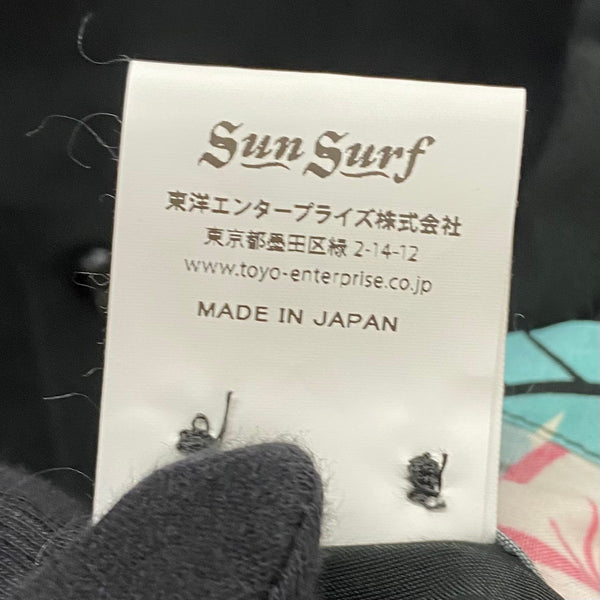 Sun Surf
東洋エンタープライズ株式会社
東京都墨田区緑 2-14-12
www.toyo-enterprise.co.jp
MADE IN JAPAN